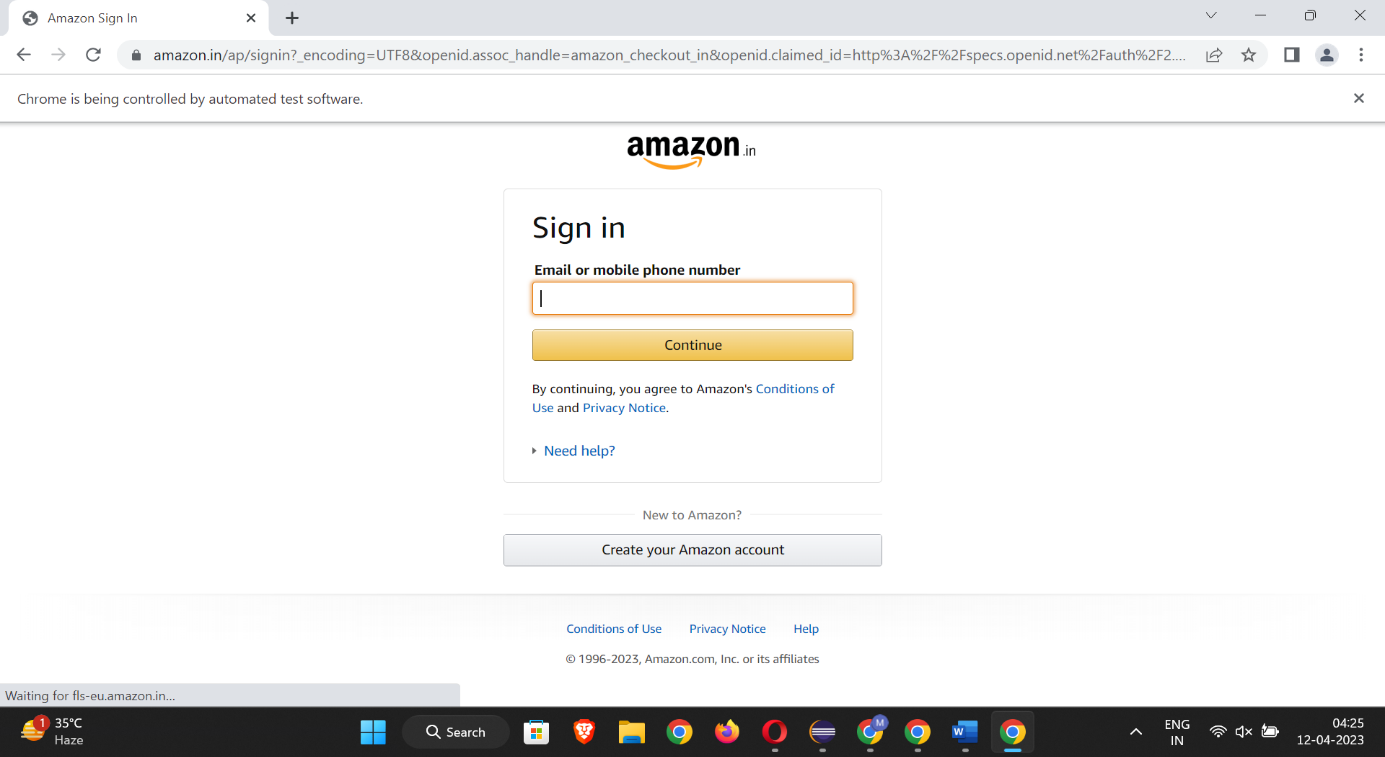 Amazon Sign In
amazon.in/ap/signin?_encoding=UTF8&openid.assoc_handle=amazon_checkout_in&openid.claimed_id=http%3A%2F%2Fspecs.openid.net%2Fauth%2F2....
Chrome is being controlled by automated test software.
amazon.in
Sign in
Email or mobile phone number
Continue
By continuing, you agree to Amazon's Conditions of
Use and Privacy Notice.
Need help?
New to Amazon?
Create your Amazon account
Conditions of Use Privacy Notice Help
© 1996-2023, Amazon.com, Inc. or its affiliates
Waiting for fls-eu.amazon.in...
1
35°C
Haze
Search
M
W
ENG
IN
04:25
12-04-2023